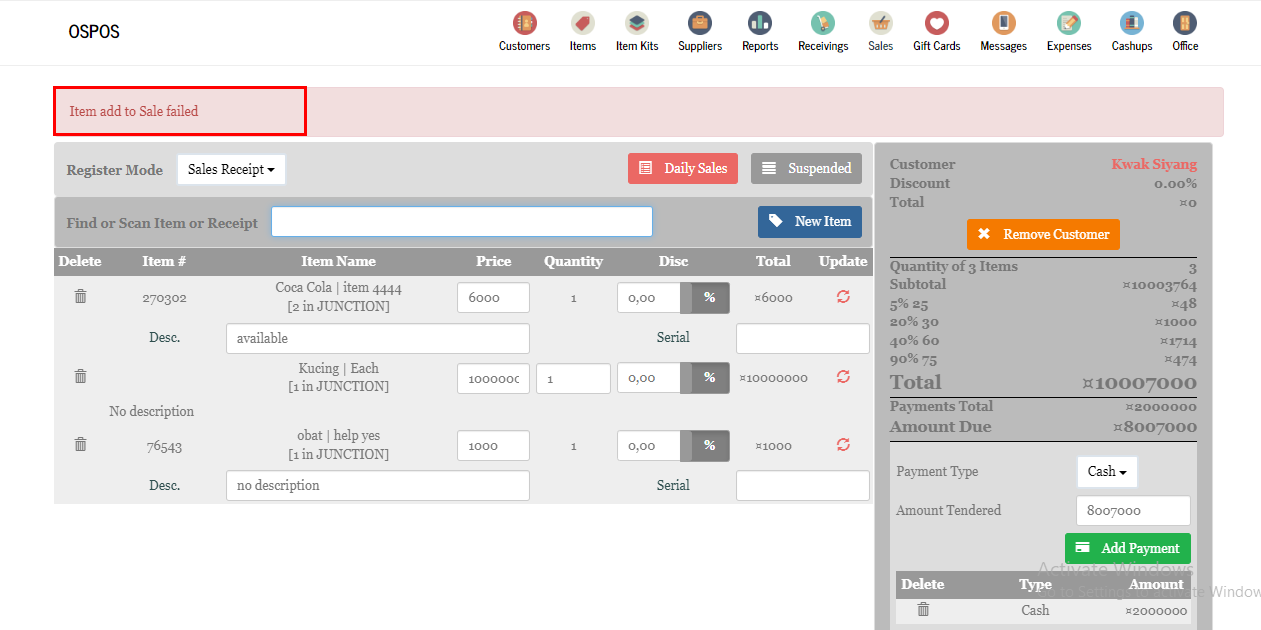 OSPOS
Customers Items Item Kits Suppliers Reports Receivings Sales Gift Cards Messages Expenses Cashups Office
Item add to Sale failed
Register Mode Sales Receipt Daily Sales Suspended
Find or Scan Item or Receipt New Item
Delete Item # Item Name Price Quantity Disc Total Update
270302 Coca Cola | item 4444 6000 1 0,00 % ¤6000
[2 in JUNCTION]
Desc. available Serial
Kucing | Each 1000000 1 0,00 % ¤10000000
[1 in JUNCTION]
No description
76543 obat | help yes 1000 1 0,00 % ¤1000
[1 in JUNCTION]
Desc. no description Serial
Customer Kwak Siyang
Discount 0.00%
Total ¤0
Remove Customer
Quantity of 3 Items 3
Subtotal ¤10003764
5% 25 ¤48
20% 30 ¤1000
40% 60 ¤1714
90% 75 ¤474
Total ¤10007000
Payments Total ¤2000000
Amount Due ¤8007000
Payment Type Cash
Amount Tendered 8007000
Add Payment
Activate Windows
Delete Type Amount
Go to Settings to activate Window
Cash ¤2000000